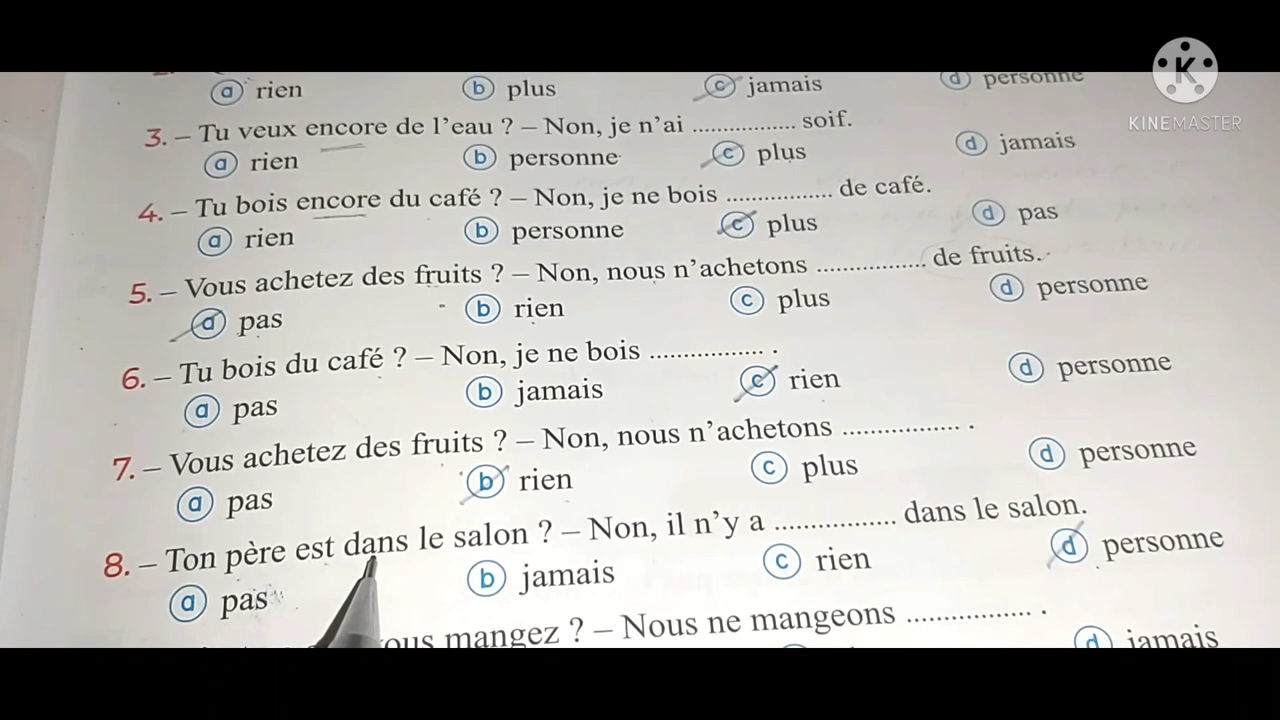 KINEMASTER
a rien b plus c jamais d personne
3. – Tu veux encore de l'eau ? – Non, je n'ai ................. soif.
a rien b personne c plus d jamais
4. – Tu bois encore du café ? – Non, je ne bois ................. de café.
a rien b personne c plus d pas
5. – Vous achetez des fruits ? – Non, nous n'achetons ................. de fruits.
a pas b rien c plus d personne
6. – Tu bois du café ? – Non, je ne bois ................. .
a pas b jamais c rien d personne
7. – Vous achetez des fruits ? – Non, nous n'achetons ................. .
a pas b rien c plus d personne
8. – Ton père est dans le salon ? – Non, il n'y a ................. dans le salon.
a pas b jamais c rien d personne
mangez ? – Nous ne mangeons ................. .
d jamais